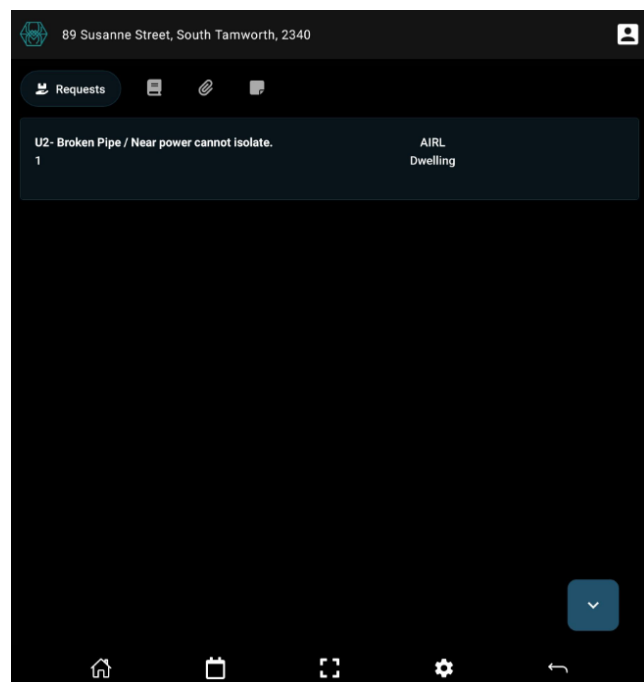 89 Susanne Street, South Tamworth, 2340
Requests
U2- Broken Pipe / Near power cannot isolate.
AIRL
1
Dwelling